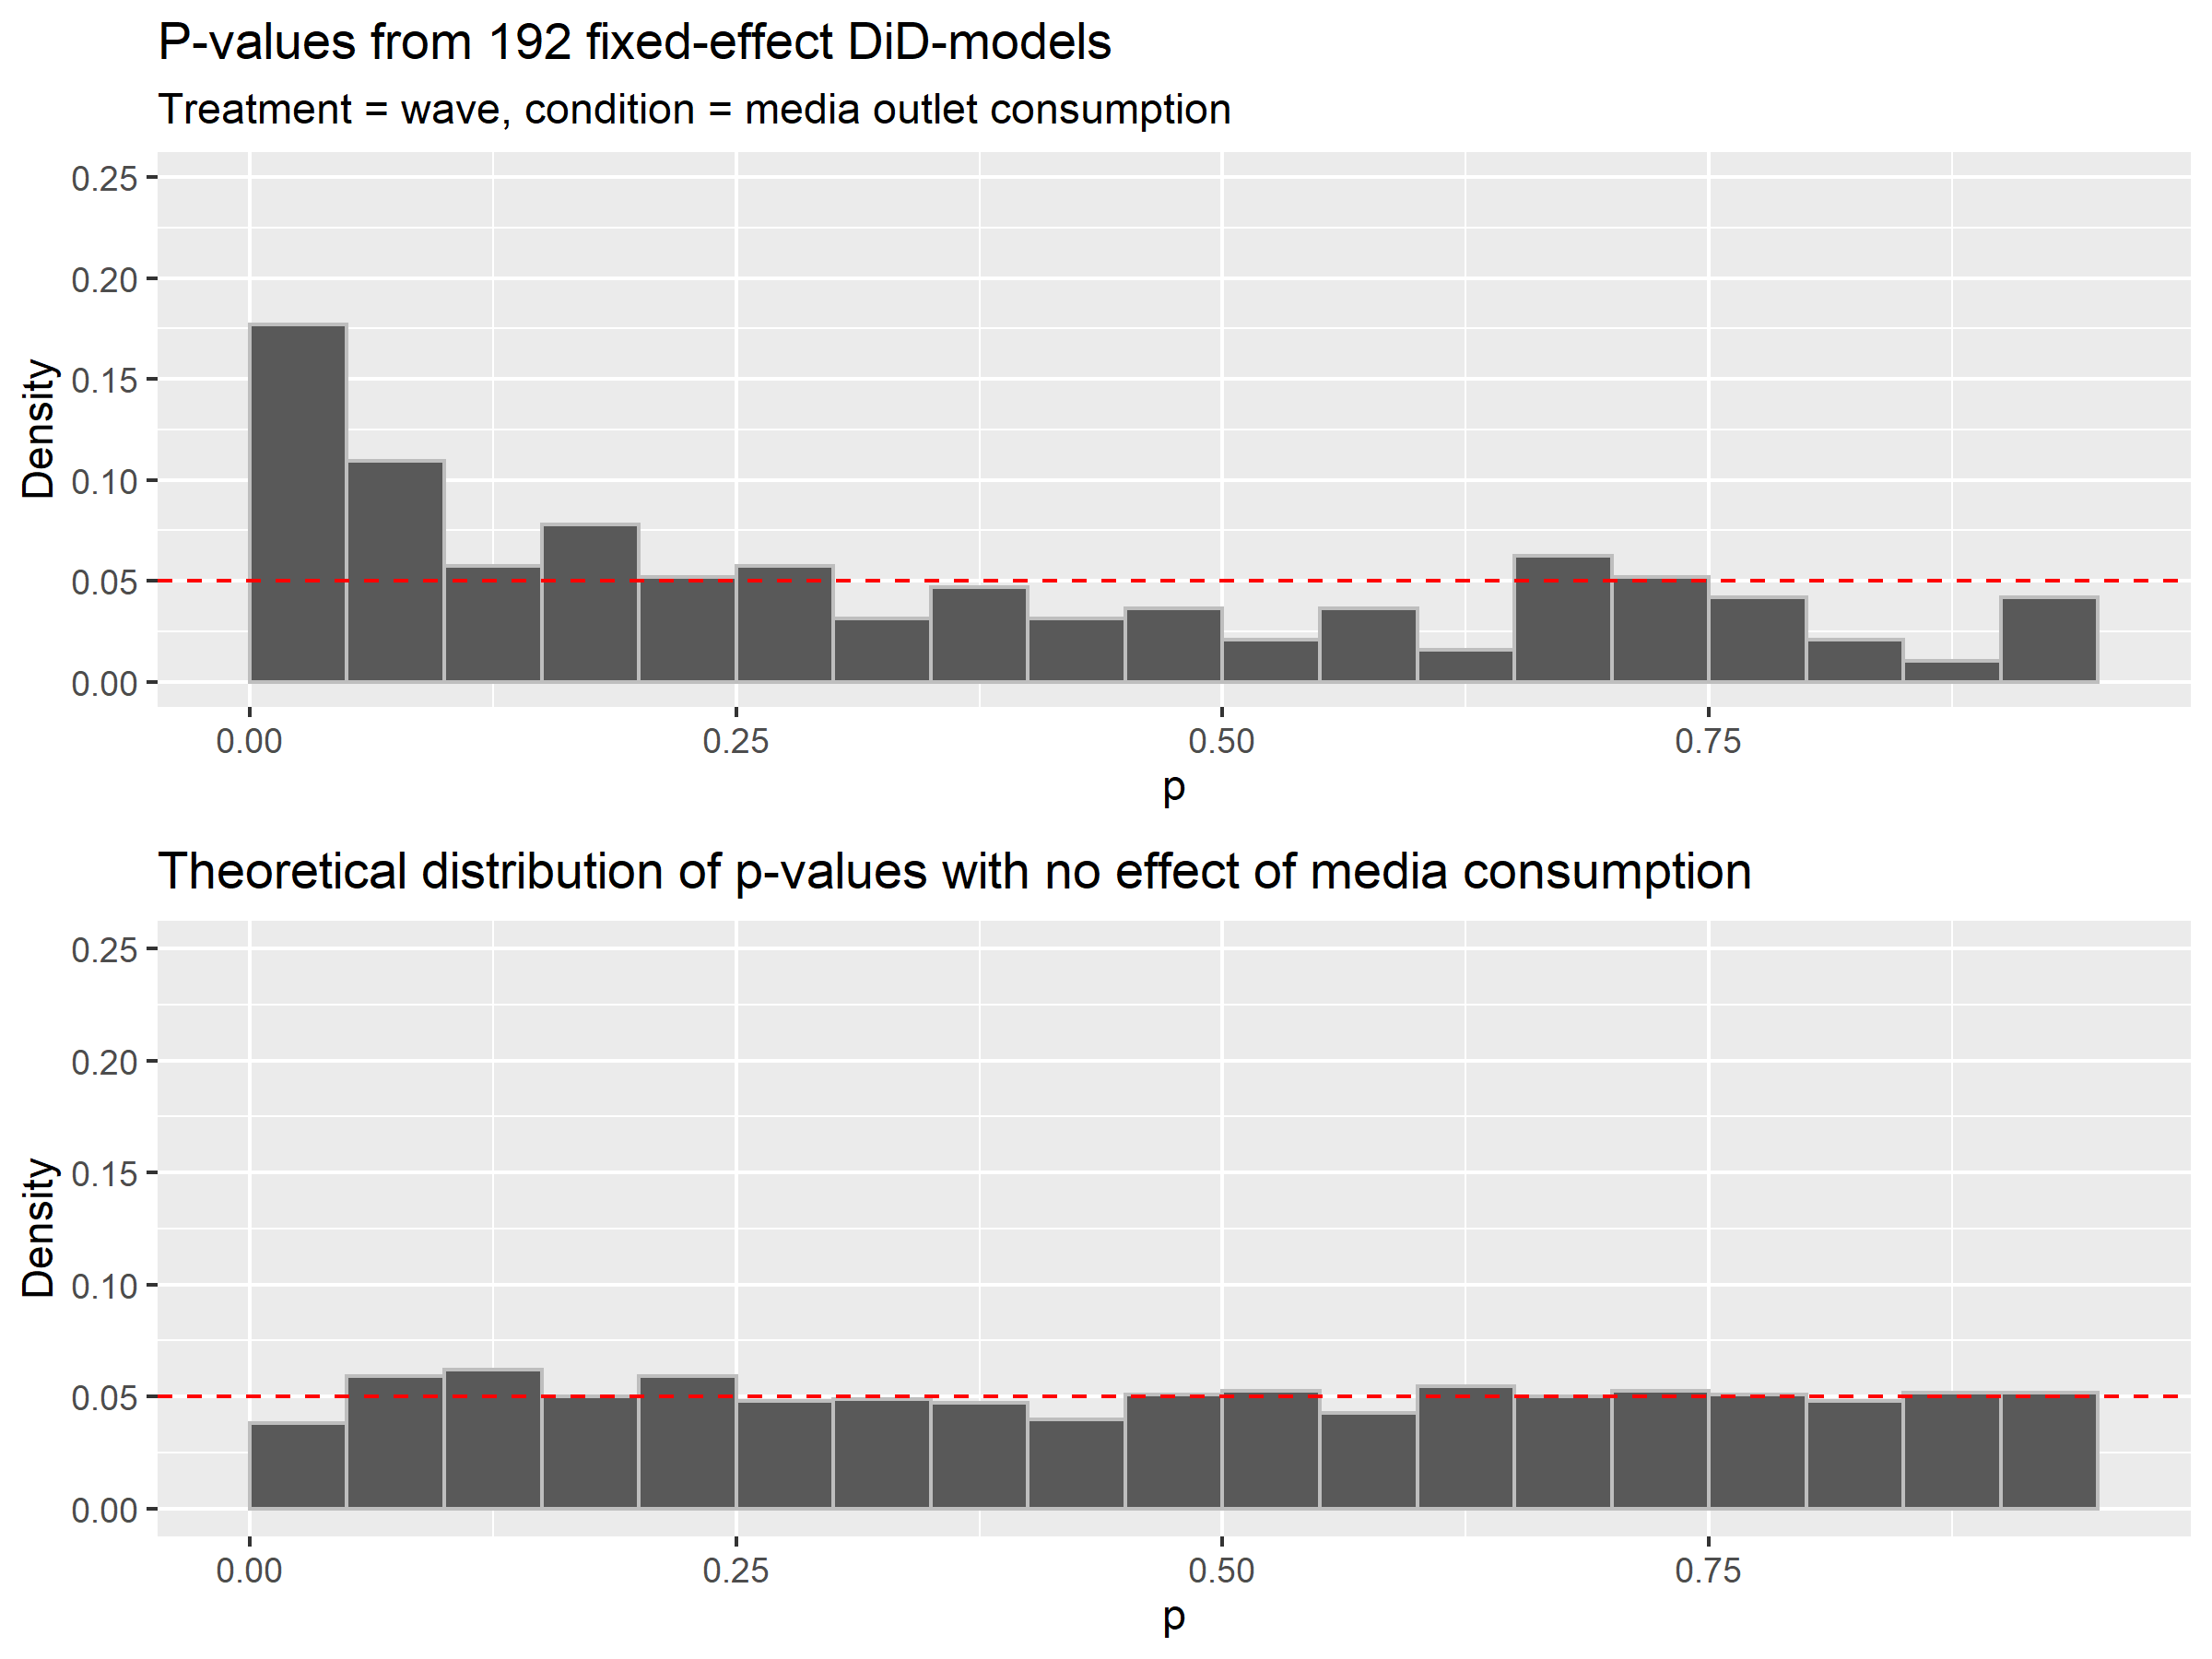 P-values from 192 fixed-effect DiD-models
Treatment = wave, condition = media outlet consumption
Density
0.25
0.20
0.15
0.10
0.05
0.00
0.00 0.25 0.50 0.75
p
Theoretical distribution of p-values with no effect of media consumption
Density
0.25
0.20
0.15
0.10
0.05
0.00
0.00 0.25 0.50 0.75
p